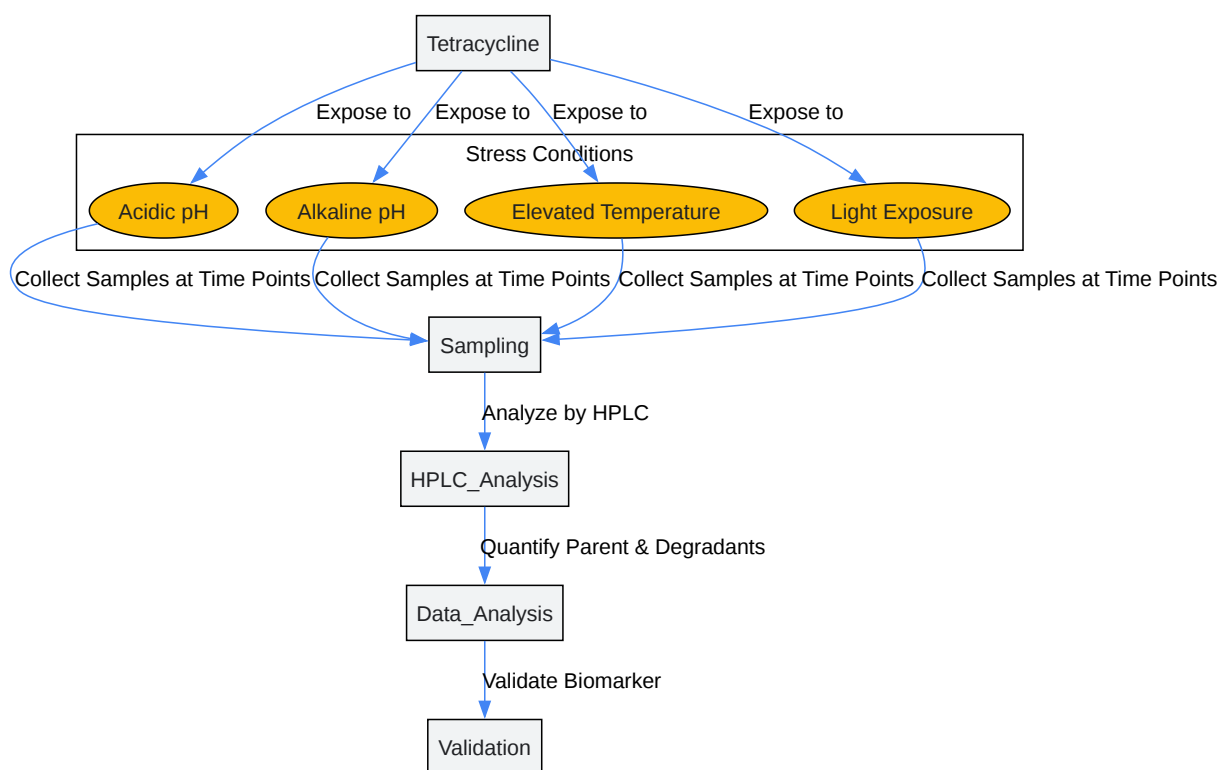 Tetracycline
Expose to
Expose to
Expose to
Expose to
Stress Conditions
Acidic pH
Alkaline pH
Elevated Temperature
Light Exposure
Collect Samples at Time Points
Collect Samples at Time Points
Collect Samples at Time Points
Collect Samples at Time Points
Sampling
Analyze by HPLC
HPLC_Analysis
Quantify Parent & Degradants
Data_Analysis
Validate Biomarker
Validation